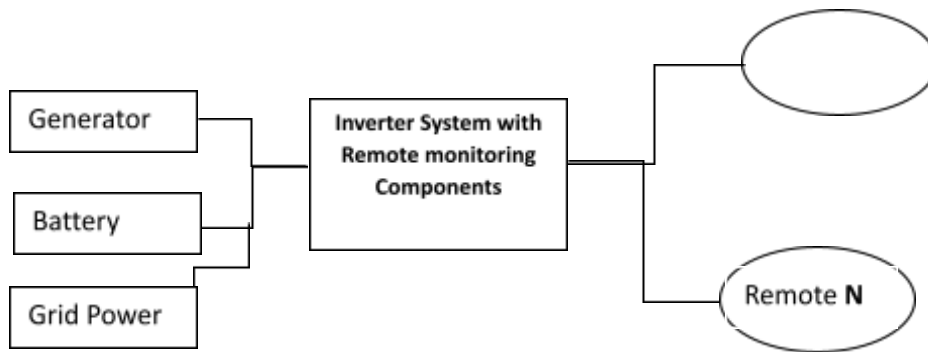 Generator
Inverter System with
Remote monitoring
Components
Battery
Grid Power
Remote N